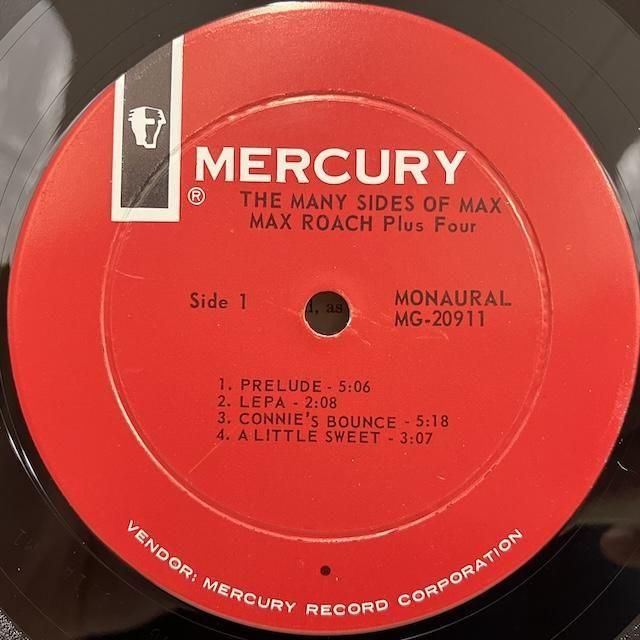 MERCURY
®
THE MANY SIDES OF MAX
MAX ROACH Plus Four
Side 1
d, as
MONAURAL
MG-20911
1. PRELUDE - 5:06
2. LEPA - 2:08
3. CONNIE'S BOUNCE - 5:18
4. A LITTLE SWEET - 3:07
VENDOR: MERCURY RECORD CORPORATION